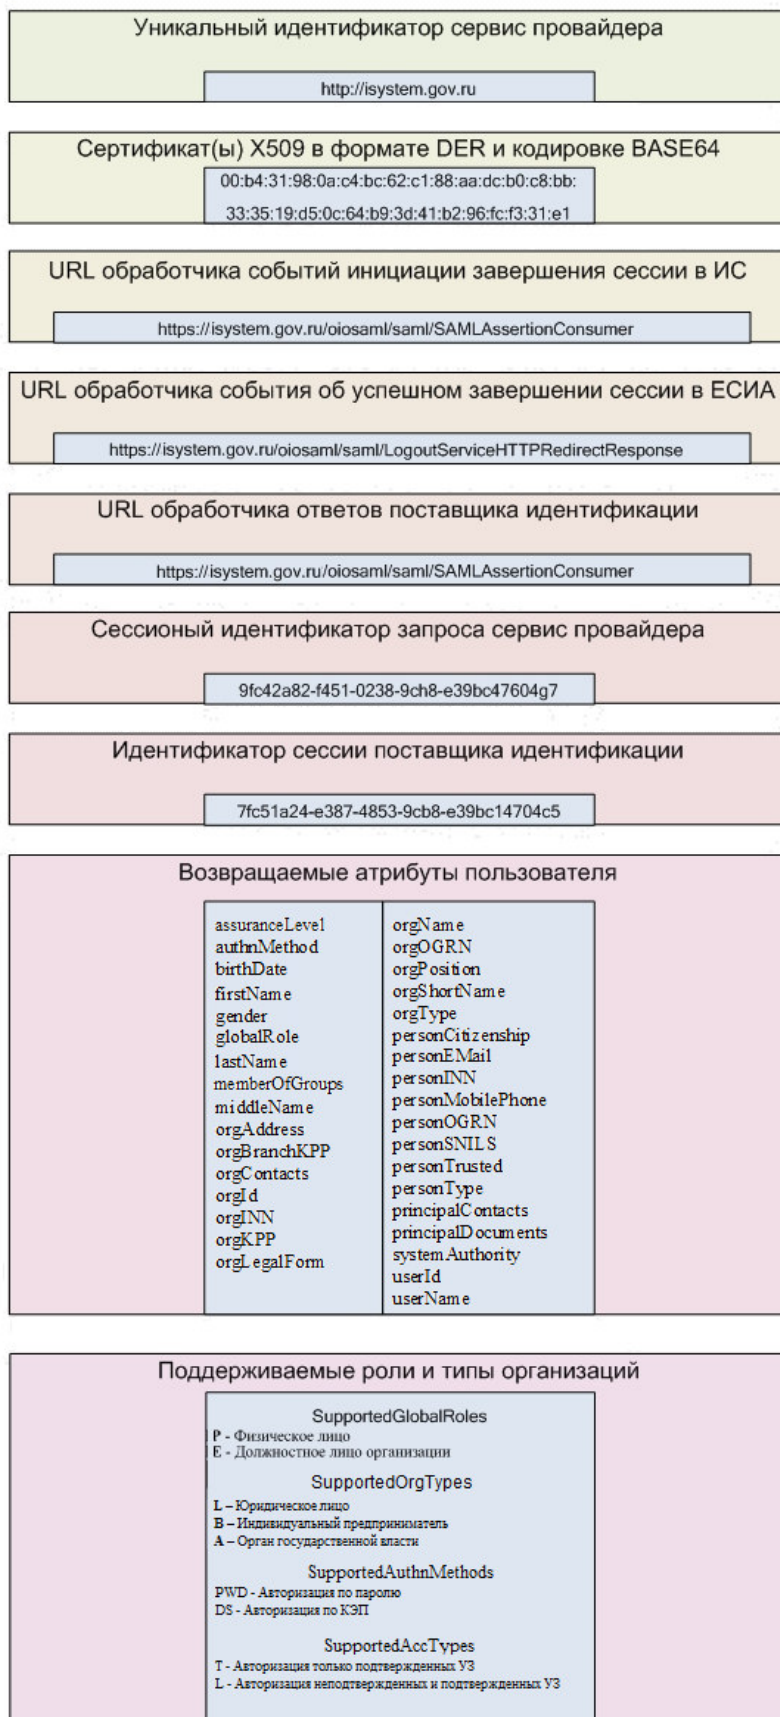 Уникальный идентификатор сервис провайдера
http://isystem.gov.ru
Сертификат(ы) X509 в формате DER и кодировке BASE64
00:b4:31:98:0a:c4:bc:62:c1:88:aa:dc:b0:c8:bb:
33:35:19:d5:0c:64:b9:3d:41:b2:96:fc:f3:31:e1
URL обработчика событий инициации завершения сессии в ИС
https://isystem.gov.ru/oiosaml/saml/SAMLAssertionConsumer
URL обработчика события об успешном завершении сессии в ЕСИА
https://isystem.gov.ru/oiosaml/saml/LogoutServiceHTTPRedirectResponse
URL обработчика ответов поставщика идентификации
https://isystem.gov.ru/oiosaml/saml/SAMLAssertionConsumer
Сессионый идентификатор запроса сервис провайдера
9fc42a82-f451-0238-9ch8-e39bc47604g7
Идентификатор сессии поставщика идентификации
7fc51a24-e387-4853-9cb8-e39bc14704c5
Возвращаемые атрибуты пользователя
assuranceLevel
authnMethod
birthDate
firstName
gender
globalRole
lastName
memberOfGroups
middleName
orgAddress
orgBranchKPP
orgContacts
orgId
orgINN
orgKPP
orgLegalForm
orgName
orgOGRN
orgPosition
orgShortName
orgType
personCitizenship
personEMail
personINN
personMobilePhone
personOGRN
personSNILS
personTrusted
personType
principalContacts
principalDocuments
systemAuthority
userId
userName
Поддерживаемые роли и типы организаций
SupportedGlobalRoles
P - Физическое лицо
E - Должностное лицо организации
SupportedOrgTypes
L – Юридическое лицо
B – Индивидуальный предприниматель
A – Орган государственной власти
SupportedAuthnMethods
PWD - Авторизация по паролю
DS - Авторизация по КЭП
SupportedAccTypes
T - Авторизация только подтвержденных УЗ
L - Авторизация неподтвержденных и подтвержденных УЗ